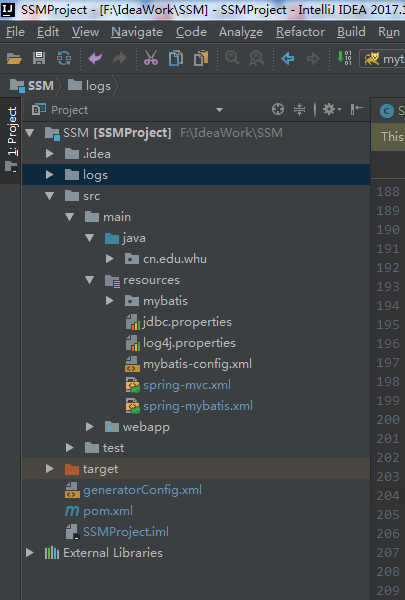 SSMProject - [F:\IdeaWork\SSM] - SSMProject - IntelliJ IDEA 2017.1
File Edit View Navigate Code Analyze Refactor Build Run
SSM logs
1: Project
Project
SSM [SSMProject] F:\IdeaWork\SSM
.idea
logs
src
main
java
cn.edu.whu
resources
mybatis
jdbc.properties
log4j.properties
mybatis-config.xml
spring-mvc.xml
spring-mybatis.xml
webapp
test
target
generatorConfig.xml
pom.xml
SSMProject.iml
External Libraries
This
188
189
190
191
192
193
194
195
196
197
198
199
200
201
202
203
204
205
206
207
208
209